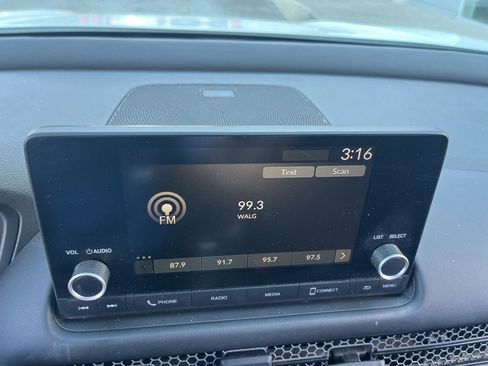 3:16
Text Scan
99.3
WALG
FM
VOL AUDIO
LIST SELECT
87.9 91.7 95.7 97.5
PHONE RADIO MEDIA CONNECT MENU